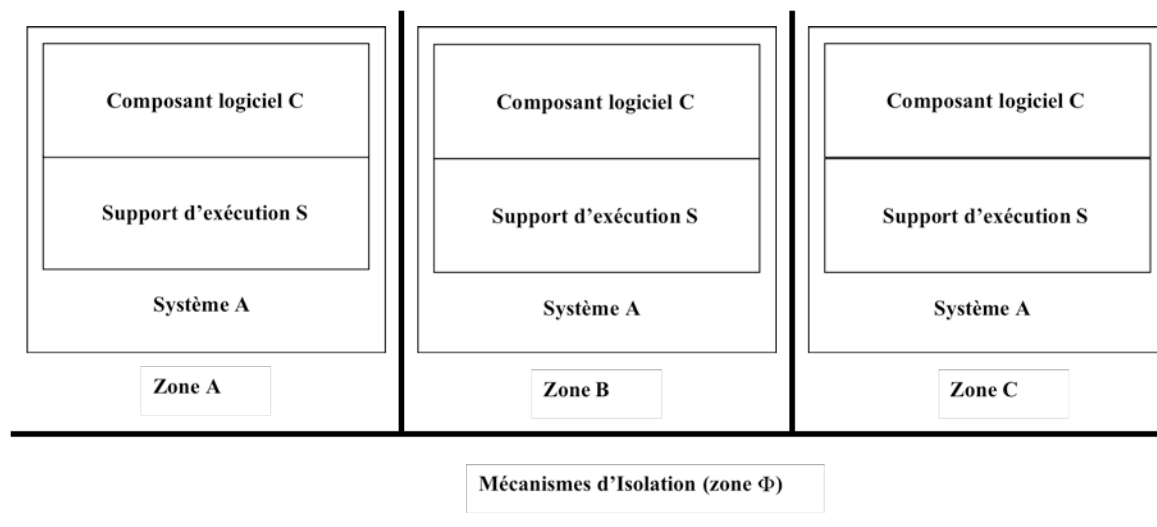 Composant logiciel C
Composant logiciel C
Composant logiciel C
Support d'exécution S
Support d'exécution S
Support d'exécution S
Système A
Système A
Système A
Zone A
Zone B
Zone C
Mécanismes d'Isolation (zone Φ)